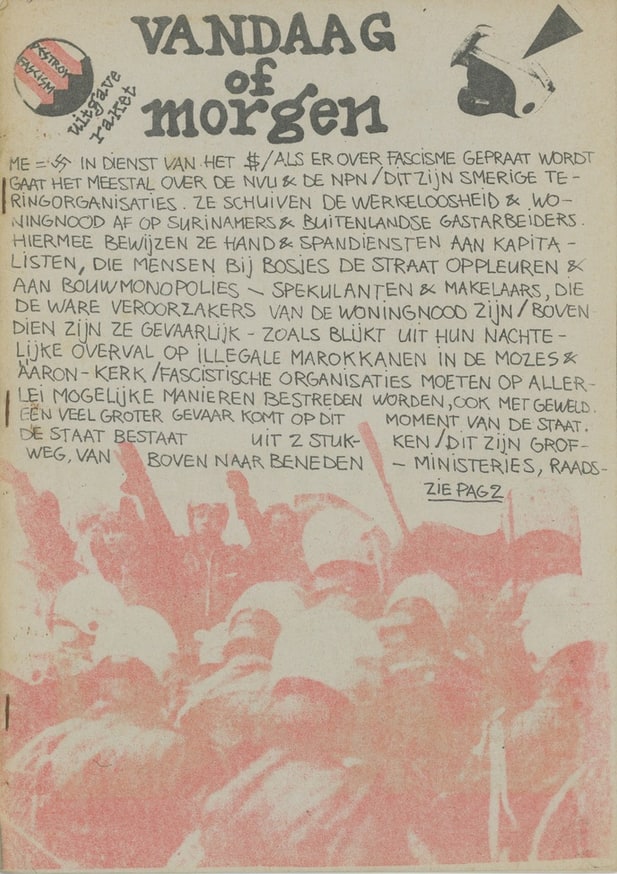 DESTROY
FASCISM
uitgave
raket
VANDAAG
of
morgen
ME = 卐 IN DIENST VAN HET $/ALS ER OVER FASCISME GEPRAAT WORDT
GAAT HET MEESTAL OVER DE NVU & DE NPN/DIT ZIJN SMERIGE TE-
RINGORGANISATIES. ZE SCHUIVEN DE WERKELOOSHEID & WO-
NINGNOOD AF OP SURINAMERS & BUITENLANDSE GASTARBEIDERS.
HIERMEE BEWIJZEN ZE HAND & SPANDIENSTEN AAN KAPITA-
LISTEN, DIE MENSEN BIJ BOSJES DE STRAAT OPPLEUREN &
AAN BOUWMONOPOLIES - SPEKULANTEN & MAKELAARS, DIE
DE WARE VEROORZAKERS VAN DE WONINGNOOD ZIJN/BOVEN-
DIEN ZIJN ZE GEVAARLIJK - ZOALS BLIJKT UIT HUN NACHTE-
LIJKE OVERVAL OP ILLEGALE MAROKKANEN IN DE MOZES &
AARON-KERK/FASCISTISCHE ORGANISATIES MOETEN OP ALLER-
LEI MOGELIJKE MANIEREN BESTREDEN WORDEN, OOK MET GEWELD.
EEN VEEL GROTER GEVAAR KOMT OP DIT MOMENT VAN DE STAAT.
DE STAAT BESTAAT UIT 2 STUK- KEN/DIT ZIJN GROF-
WEG, VAN BOVEN NAAR BENEDEN - MINISTERIES, RAADS-
ZIE PAG 2